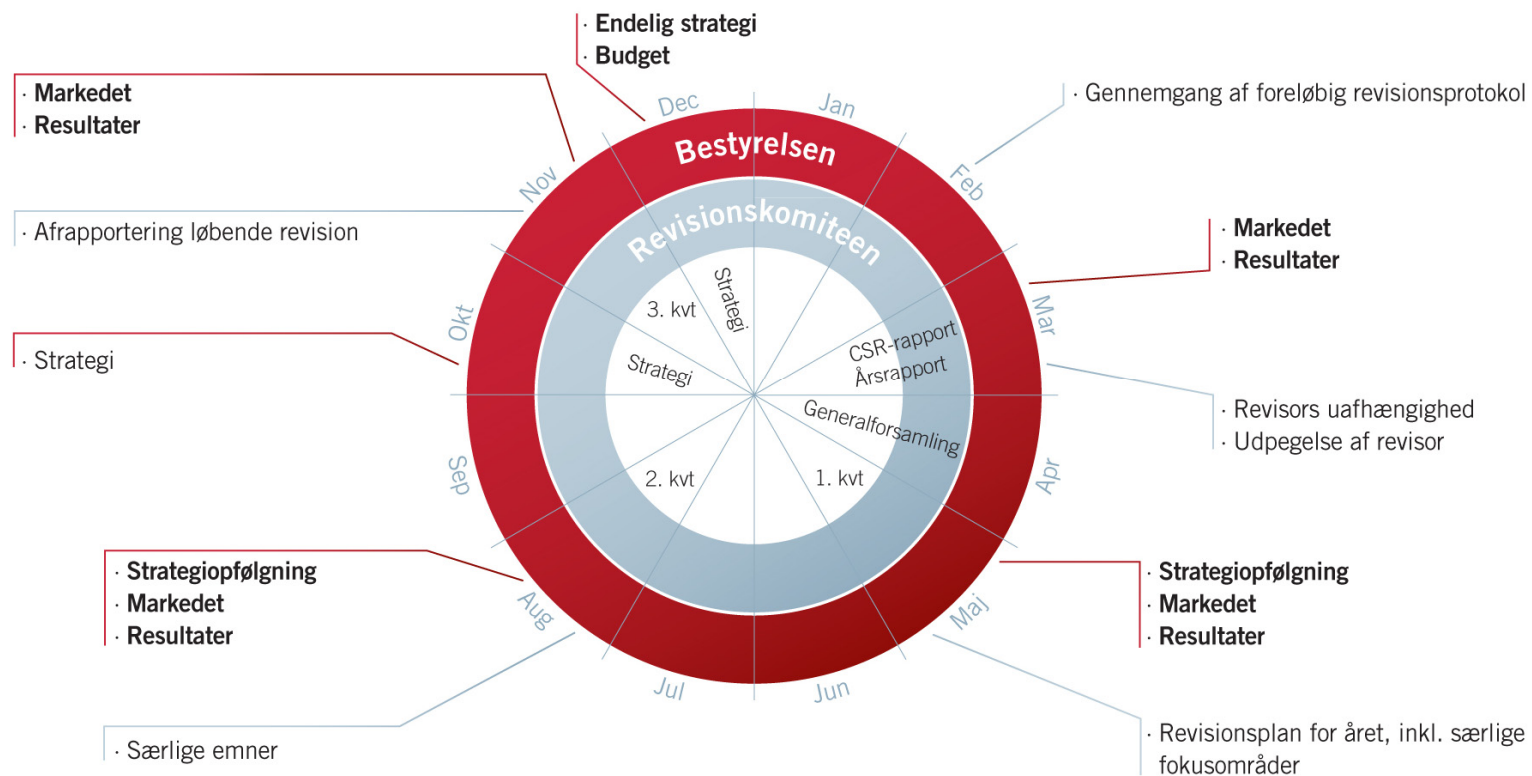 · Endelig strategi
· Budget
· Markedet
· Resultater
· Gennemgang af foreløbig revisionsprotokol
Dec
Jan
Nov
Feb
Bestyrelsen
Revisionskomiteen
· Afrapportering løbende revision
· Markedet
· Resultater
3. kvt
Strategi
Okt
Mar
· Strategi
Strategi
CSR-rapport
Årsrapport
Generalforsamling
· Revisors uafhængighed
· Udpegelse af revisor
Sep
Apr
2. kvt
1. kvt
· Strategiopfølgning
· Markedet
· Resultater
· Strategiopfølgning
· Markedet
· Resultater
Aug
Maj
Jul
Jun
· Særlige emner
· Revisionsplan for året, inkl. særlige
fokusområder